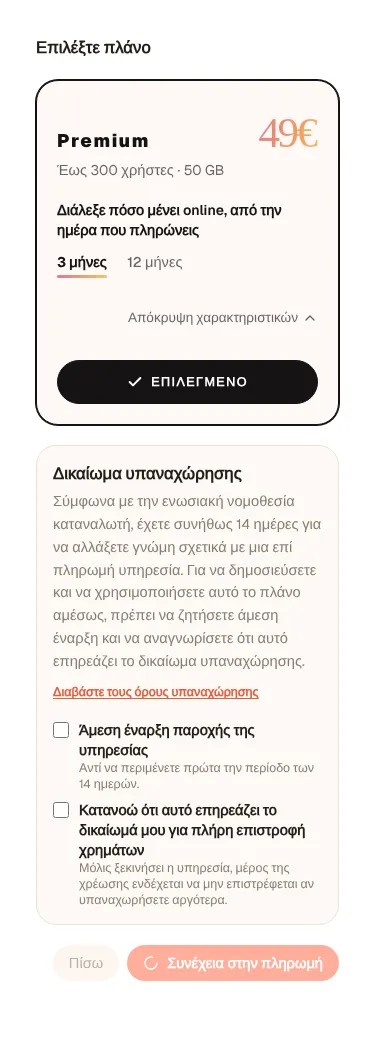 Επιλέξτε πλάνο
Premium
49€
Έως 300 χρήστες · 50 GB
Διάλεξε πόσο μένει online, από την
ημέρα που πληρώνεις
3 μήνες
12 μήνες
Απόκρυψη χαρακτηριστικών
ΕΠΙΛΕΓΜΕΝΟ
Δικαίωμα υπαναχώρησης
Σύμφωνα με την ενωσιακή νομοθεσία
καταναλωτή, έχετε συνήθως 14 ημέρες για
να αλλάξετε γνώμη σχετικά με μια επί
πληρωμή υπηρεσία. Για να δημοσιεύσετε
και να χρησιμοποιήσετε αυτό το πλάνο
αμέσως, πρέπει να ζητήσετε άμεση
έναρξη και να αναγνωρίσετε ότι αυτό
επηρεάζει το δικαίωμα υπαναχώρησης.
Διαβάστε τους όρους υπαναχώρησης
Άμεση έναρξη παροχής της
υπηρεσίας
Αντί να περιμένετε πρώτα την περίοδο των
14 ημερών.
Κατανοώ ότι αυτό επηρεάζει το
δικαίωμά μου για πλήρη επιστροφή
χρημάτων
Μόλις ξεκινήσει η υπηρεσία, μέρος της
χρέωσης ενδέχεται να μην επιστρέφεται αν
υπαναχωρήσετε αργότερα.
Πίσω
Συνέχεια στην πληρωμή